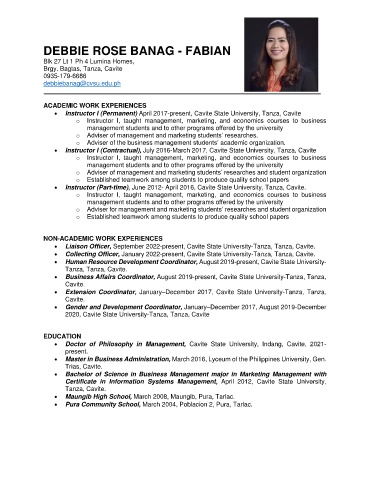 DEBBIE ROSE BANAG - FABIAN
Blk 27 Lt 1 Ph 4 Lumina Homes,
Brgy. Bagtas, Tanza, Cavite
0935-179-6686
debbiebanag@cvsu.edu.ph
ACADEMIC WORK EXPERIENCES
• Instructor I (Permanent) April 2017-present, Cavite State University, Tanza, Cavite
o Instructor I, taught management, marketing, and economics courses to business
management students and to other programs offered by the university
o Adviser of management and marketing students' researches.
o Adviser of the business management students' academic organization.
• Instructor I (Contractual), July 2016-March 2017, Cavite State University, Tanza, Cavite
o Instructor I, taught management, marketing, and economics courses to business
management students and to other programs offered by the university
o Adviser of management and marketing students' researches and student organization
o Established teamwork among students to produce quality school papers
• Instructor (Part-time), June 2012- April 2016, Cavite State University, Tanza, Cavite.
o Instructor I, taught management, marketing, and economics courses to business
management students and to other programs offered by the university
o Adviser for management and marketing students' researches and student organization
o Established teamwork among students to produce quality school papers
NON-ACADEMIC WORK EXPERIENCES
• Liaison Officer, September 2022-present, Cavite State University-Tanza, Tanza, Cavite.
• Collecting Officer, January 2022-present, Cavite State University-Tanza, Tanza, Cavite.
• Human Resource Development Coordinator, August 2019-present, Cavite State University-
Tanza, Tanza, Cavite.
• Business Affairs Coordinator, August 2019-present, Cavite State University-Tanza, Tanza,
Cavite.
• Extension Coordinator, January–December 2017, Cavite State University-Tanza, Tanza,
Cavite.
• Gender and Development Coordinator, January–December 2017, August 2019-December
2020, Cavite State University-Tanza, Tanza, Cavite
EDUCATION
• Doctor of Philosophy in Management, Cavite State University, Indang, Cavite, 2021-
present.
• Master in Business Administration, March 2016, Lyceum of the Philippines University, Gen.
Trias, Cavite.
• Bachelor of Science in Business Management major in Marketing Management with
Certificate in Information Systems Management, April 2012, Cavite State University,
Tanza, Cavite.
• Maungib High School, March 2008, Maungib, Pura, Tarlac.
• Pura Community School, March 2004, Poblacion 2, Pura, Tarlac.